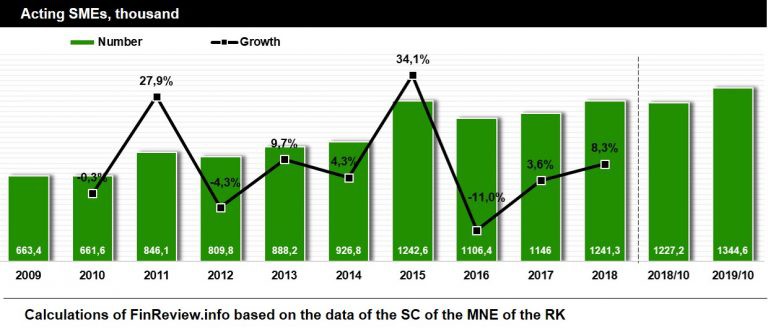 Acting SMEs, thousand
Number Growth
34,1%
27,9%
9,7%
8,3%
4,3%
3,6%
-0,3%
-4,3%
-11,0%
663,4 661,6 846,1 809,8 888,2 926,8 1242,6 1106,4 1146 1241,3 1227,2 1344,6
2009 2010 2011 2012 2013 2014 2015 2016 2017 2018 2018/10 2019/10
Calculations of FinReview.info based on the data of the SC of the MNE of the RK